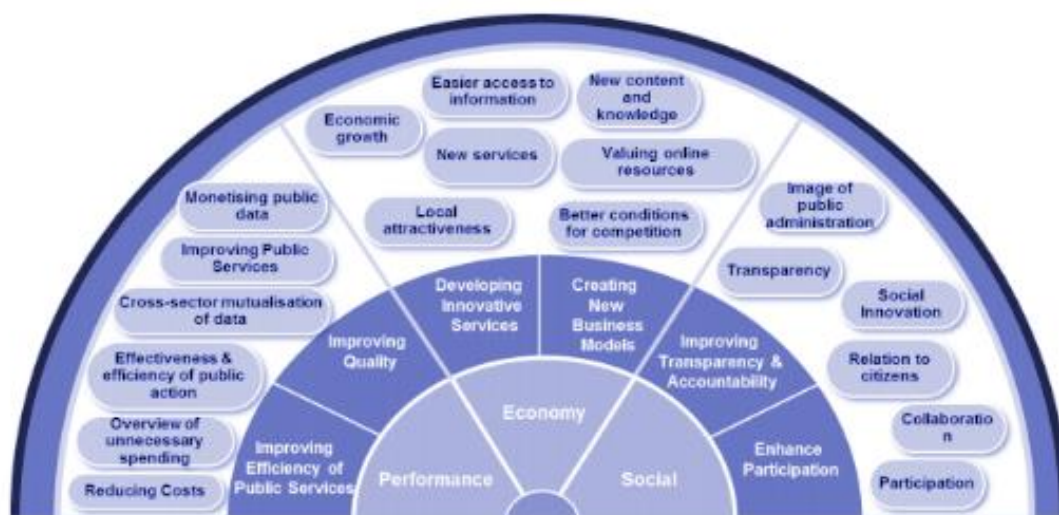 Easier access to
information
New content
and
knowledge
Economic
growth
New services
Valuing online
resources
Monetising public
data
Local
attractiveness
Better conditions
for competition
Image of
public
administration
Improving Public
Services
Transparency
Cross-sector mutualisation
of data
Social
Innovation
Developing
Innovative
Services
Creating
New
Business
Models
Improving
Quality
Improving
Transparency &
Accountability
Effectiveness &
efficiency of public
action
Relation to
citizens
Economy
Overview of
unnecessary
spending
Collaboratio
n
Improving
Efficiency of
Public Services
Performance
Social
Enhance
Participation
Reducing Costs
Participation